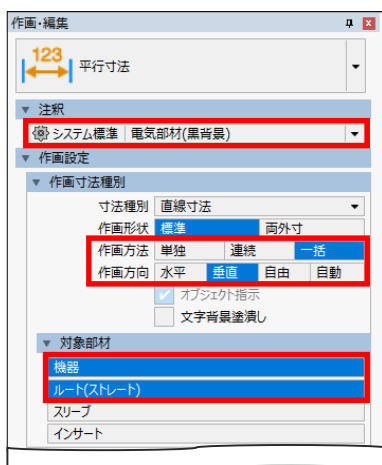 作画・編集
123
平行寸法
注釈
システム標準 電気部材(黒背景)
作画設定
作画寸法種別
寸法種別 直線寸法
作画形状 標準 両外寸
作画方法 単独 連続 一括
作画方向 水平 垂直 自由 自動
オブジェクト指示
文字背景塗潰し
対象部材
機器
ルート(ストレート)
スリーブ
インサート